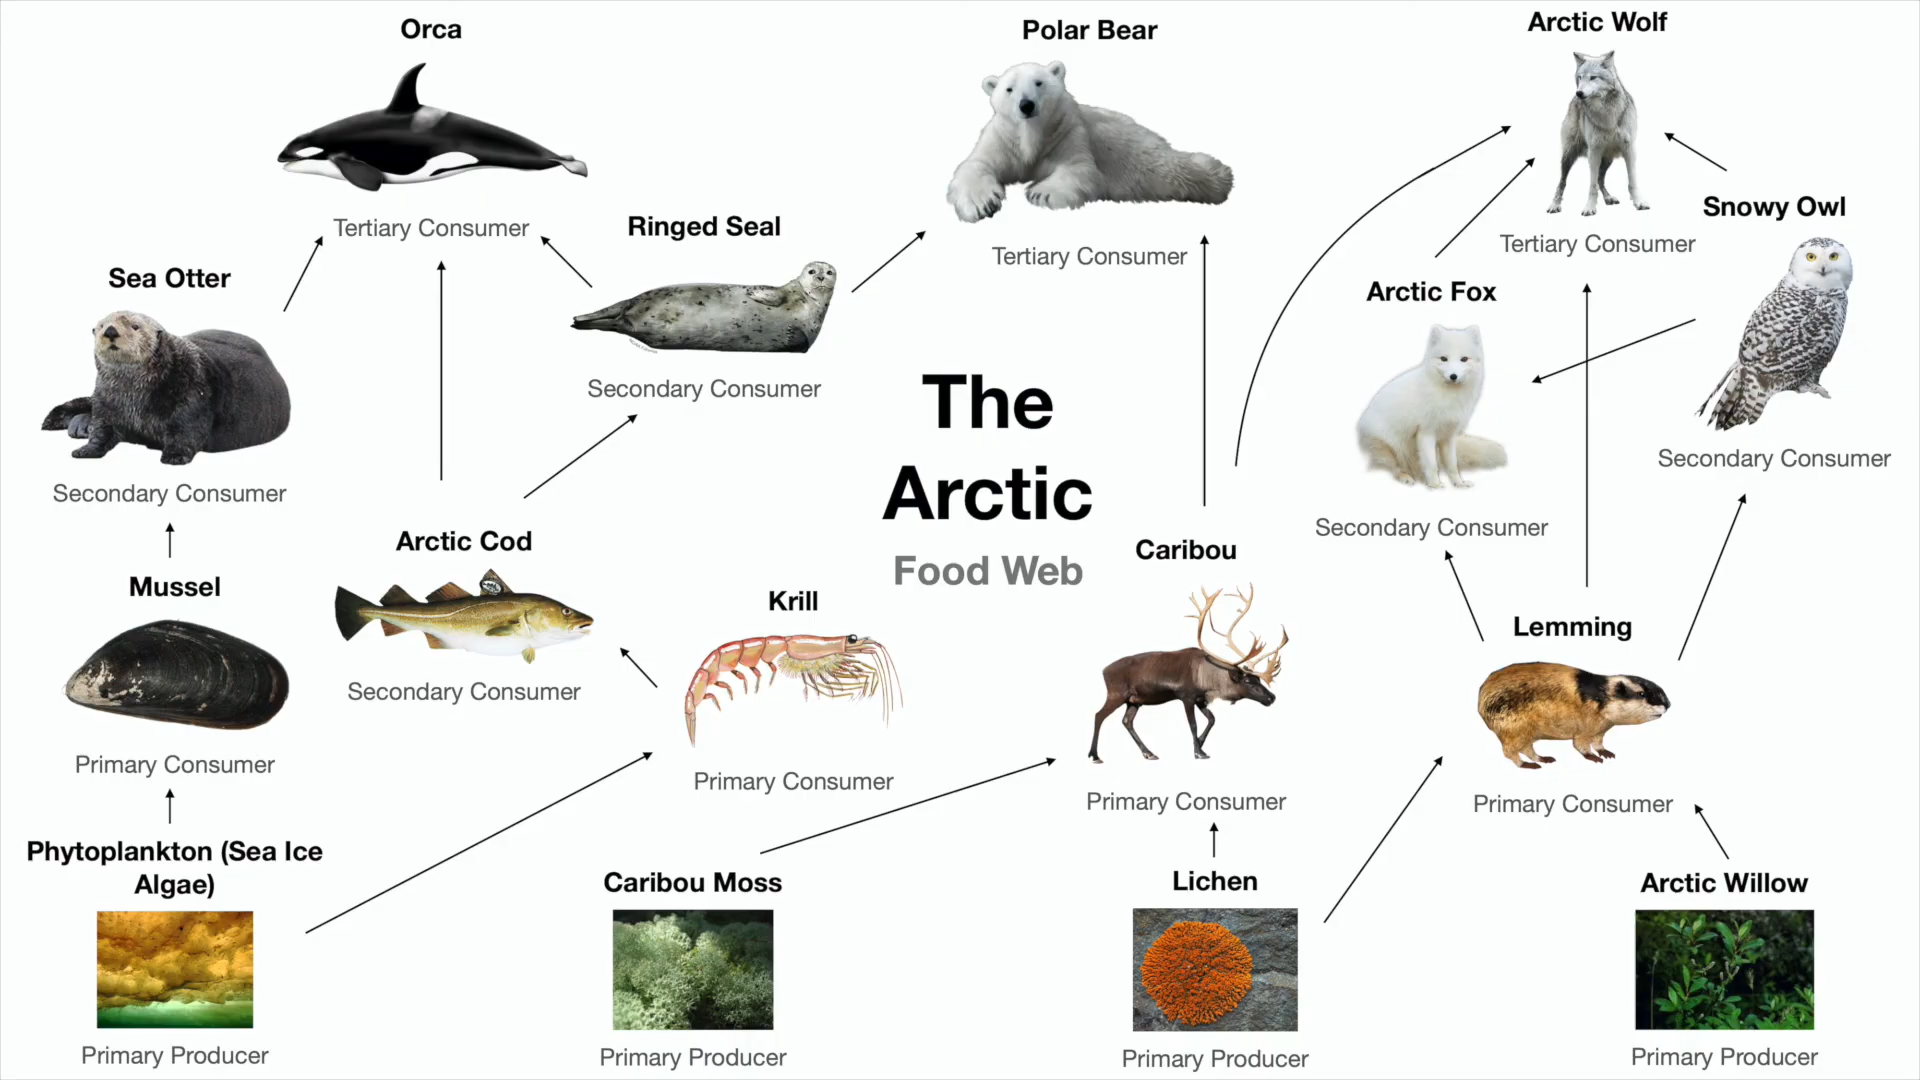 Orca
Polar Bear
Arctic Wolf
Tertiary Consumer
Ringed Seal
Tertiary Consumer
Tertiary Consumer
Snowy Owl
Sea Otter
Arctic Fox
Secondary Consumer
Secondary Consumer
The
Arctic
Food Web
Secondary Consumer
Secondary Consumer
Arctic Cod
Caribou
Mussel
Krill
Lemming
Secondary Consumer
Primary Consumer
Primary Consumer
Primary Consumer
Primary Consumer
Phytoplankton (Sea Ice
Algae)
Caribou Moss
Lichen
Arctic Willow
Primary Producer
Primary Producer
Primary Producer
Primary Producer